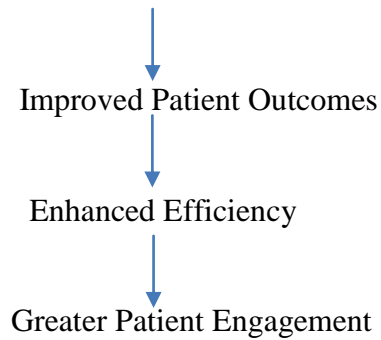 Improved Patient Outcomes
Enhanced Efficiency
Greater Patient Engagement